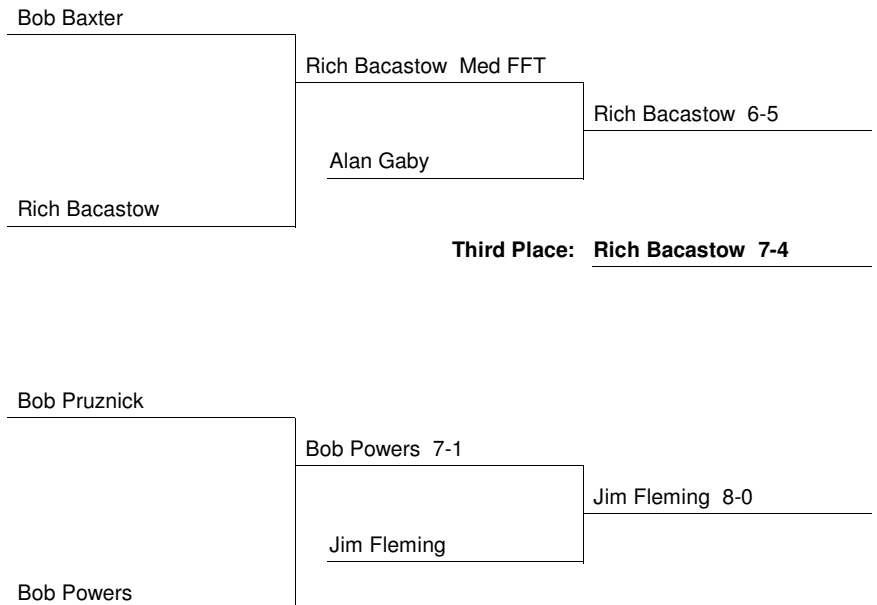 Bob Baxter
Rich Bacastow Med FFT
Rich Bacastow 6-5
Alan Gaby
Rich Bacastow
Third Place: Rich Bacastow 7-4
Bob Pruznick
Bob Powers 7-1
Jim Fleming 8-0
Jim Fleming
Bob Powers